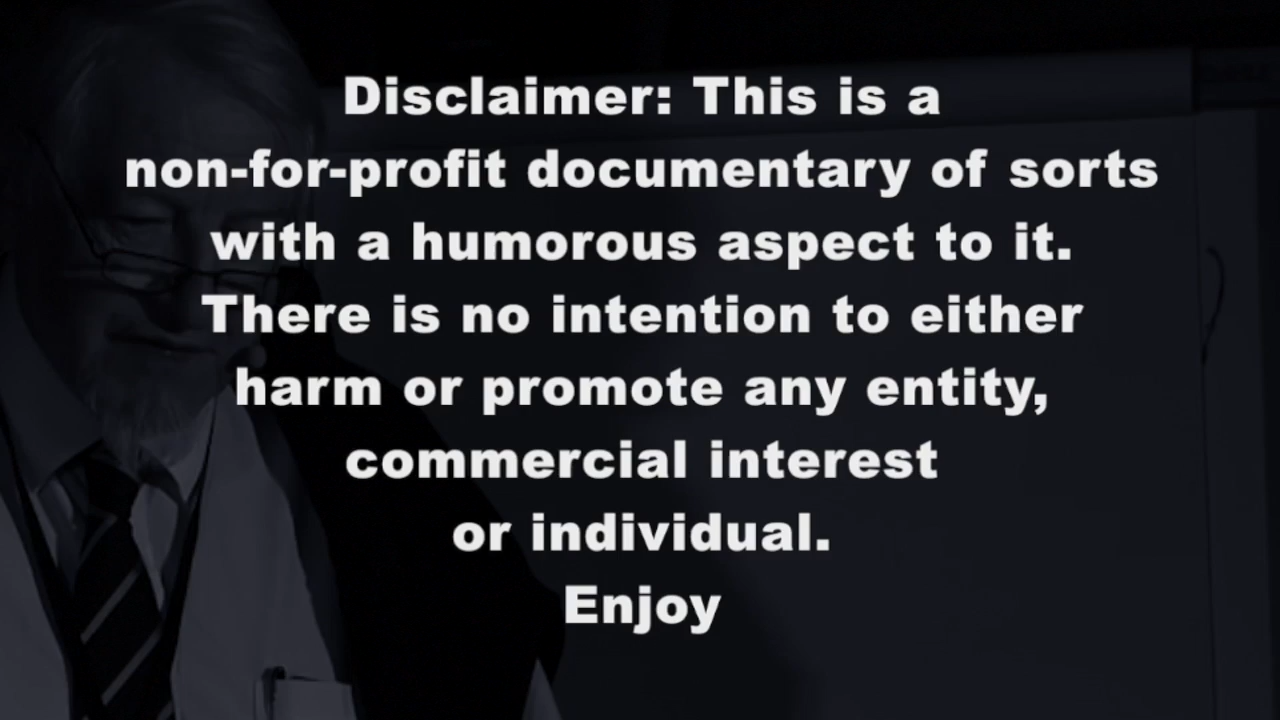 Disclaimer: This is a
non-for-profit documentary of sorts
with a humorous aspect to it.
There is no intention to either
harm or promote any entity,
commercial interest
or individual.
Enjoy